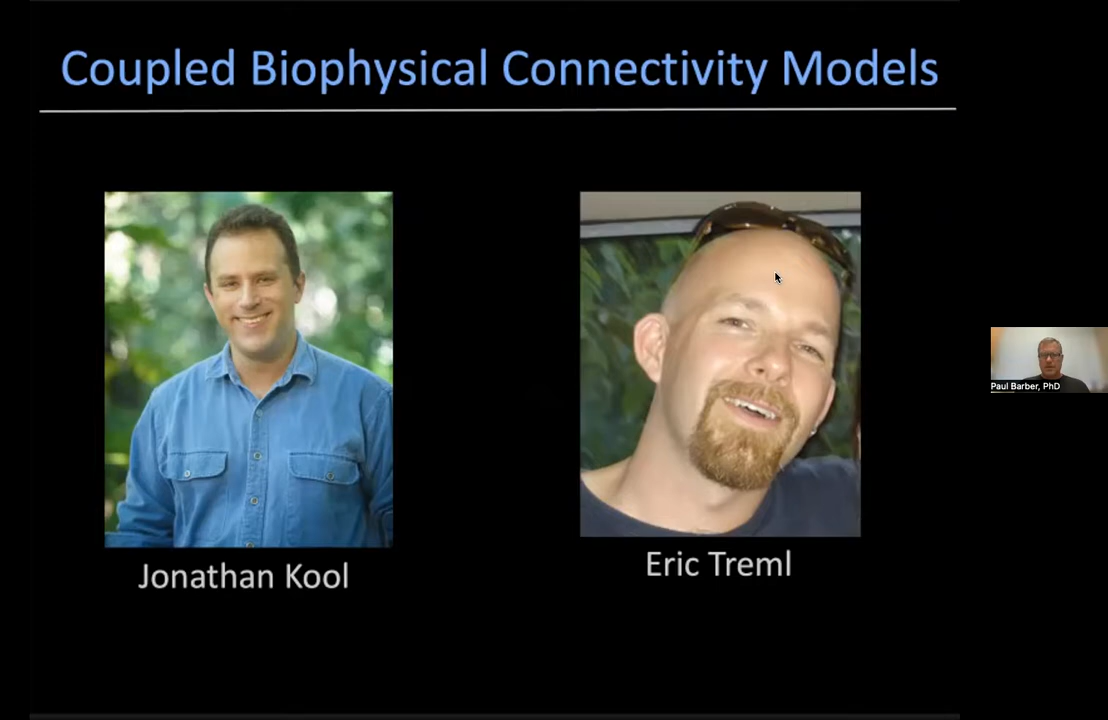 Coupled Biophysical Connectivity Models
Jonathan Kool
Eric Treml
Paul Barber, PhD